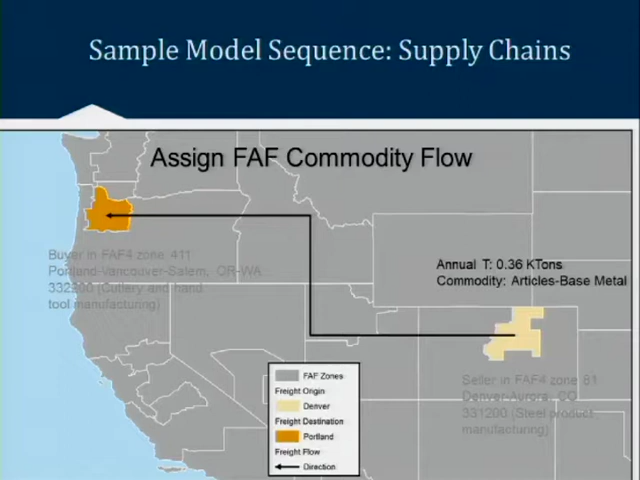 Sample Model Sequence: Supply Chains
Assign FAF Commodity Flow
Buyer in FAF4 zone 411
Portland-Vancouver-Salem, OR-WA
332200 (Cutlery and hand
tool manufacturing)
Annual T: 0.36 KTons
Commodity: Articles-Base Metal
Seller in FAF4 zone 81
Denver-Aurora, CO
331200 (Steel product
manufacturing)
FAF Zones
Freight Origin
Denver
Freight Destination
Portland
Freight Flow
Direction